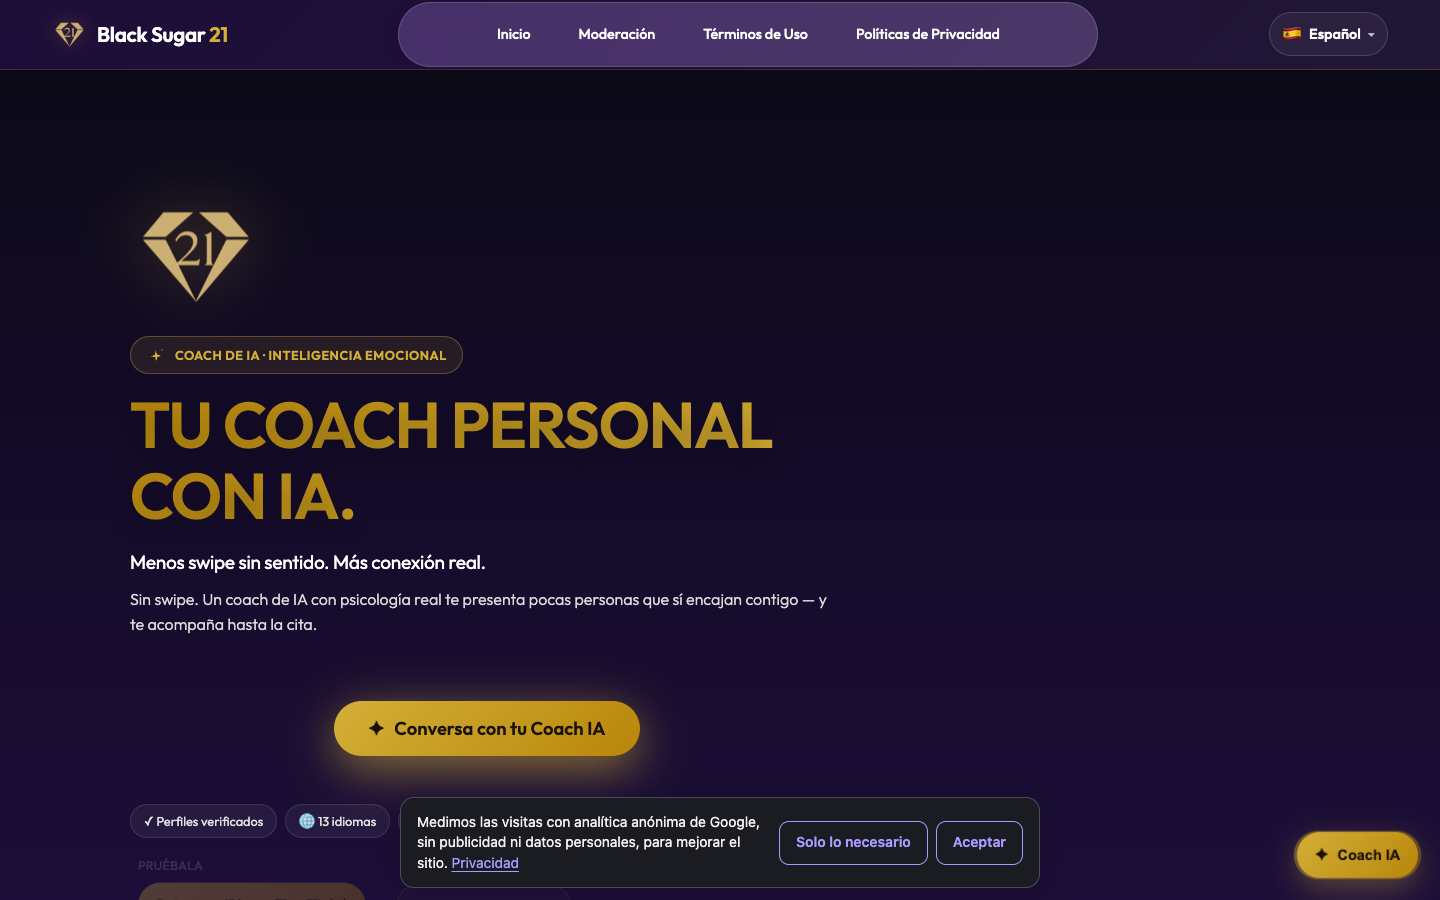 21
Black Sugar 21
Inicio
Moderación
Términos de Uso
Políticas de Privacidad
Español
21
COACH DE IA · INTELIGENCIA EMOCIONAL
TU COACH PERSONAL
CON IA.
Menos swipe sin sentido. Más conexión real.
Sin swipe. Un coach de IA con psicología real te presenta pocas personas que sí encajan contigo — y
te acompaña hasta la cita.
✦ Conversa con tu Coach IA
✓ Perfiles verificados
13 idiomas
PRUÉBALA
Medimos las visitas con analítica anónima de Google,
sin publicidad ni datos personales, para mejorar el
sitio. Privacidad
Solo lo necesario
Aceptar
✦ Coach IA